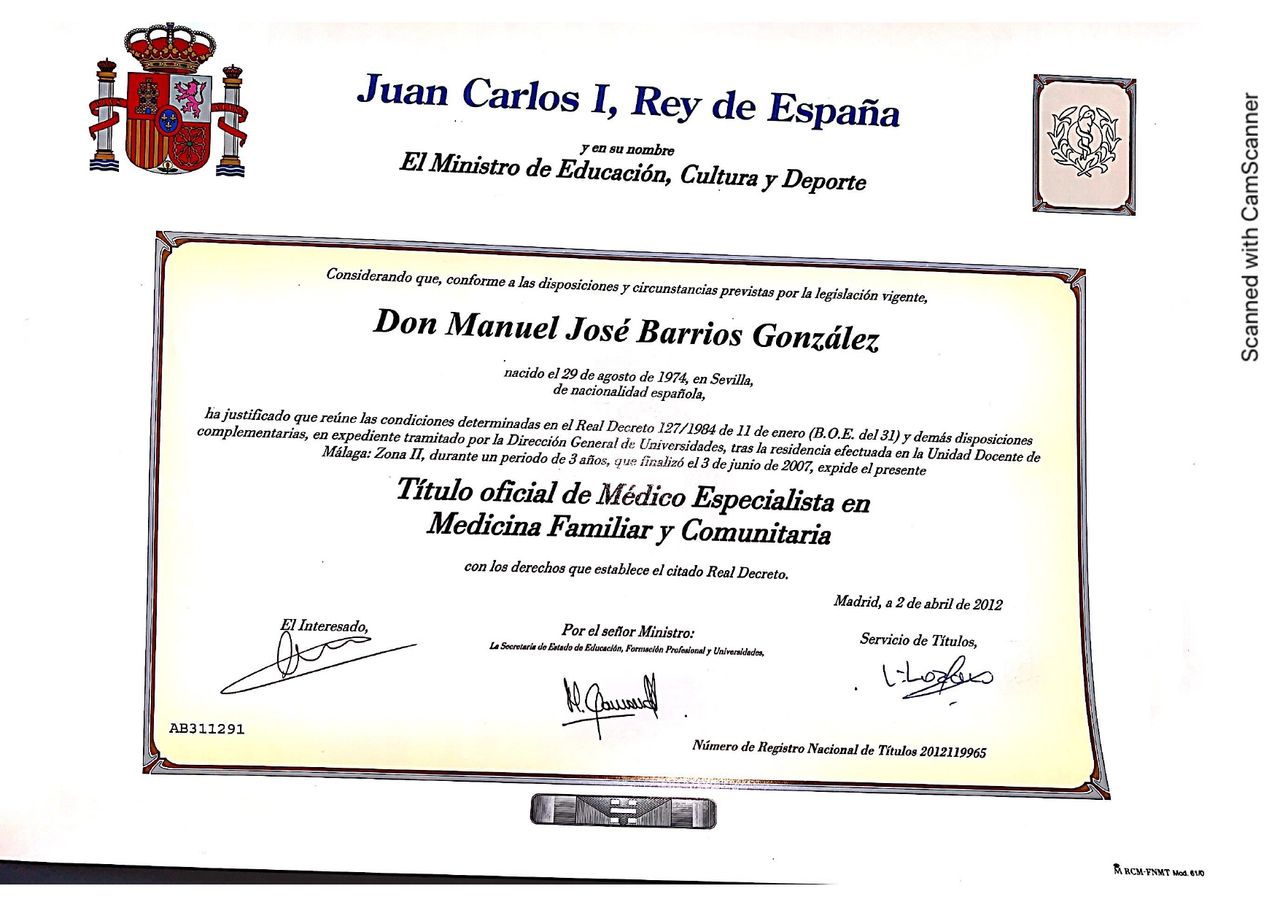 Juan Carlos I, Rey de España
y en su nombre
El Ministro de Educación, Cultura y Deporte
Considerando que, conforme a las disposiciones y circunstancias previstas por la legislación vigente,
Don Manuel José Barrios González
nacido el 29 de agosto de 1974, en Sevilla,
de nacionalidad española,
ha justificado que reúne las condiciones determinadas en el Real Decreto 127/1984 de 11 de enero (B.O.E. del 31) y demás disposiciones
complementarias, en expediente tramitado por la Dirección General de Universidades, tras la residencia efectuada en la Unidad Docente de
Málaga: Zona II, durante un periodo de 3 años, que finalizó el 3 de junio de 2007, expide el presente
Título oficial de Médico Especialista en
Medicina Familiar y Comunitaria
con los derechos que establece el citado Real Decreto.
Madrid, a 2 de abril de 2012
El Interesado,
Por el señor Ministro:
La Secretaria de Estado de Educación, Formación Profesional y Universidades,
Servicio de Títulos,
AB311291
Número de Registro Nacional de Títulos 2012119965
RCM-FNMT Mod. 61/0
Scanned with CamScanner